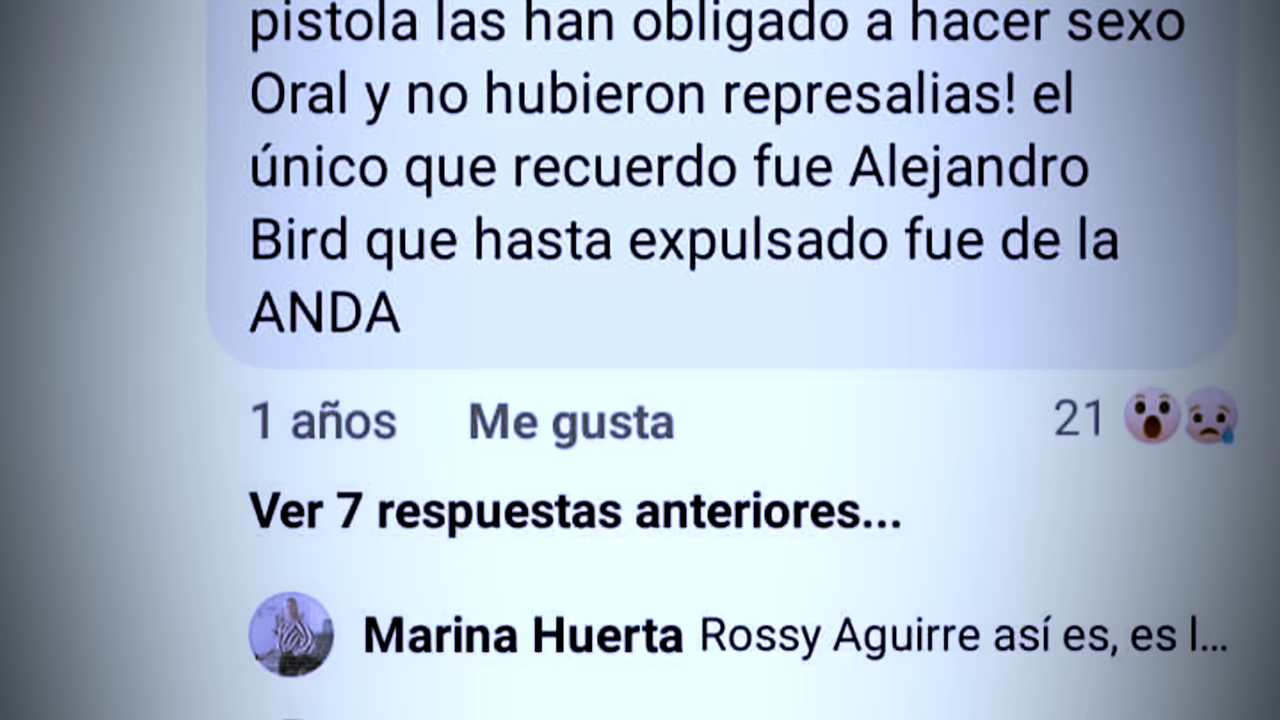 pistola las han obligado a hacer sexo
Oral y no hubieron represalias! el
único que recuerdo fue Alejandro
Bird que hasta expulsado fue de la
ANDA
1 años Me gusta 21
Ver 7 respuestas anteriores...
Marina Huerta Rossy Aguirre así es, es l...